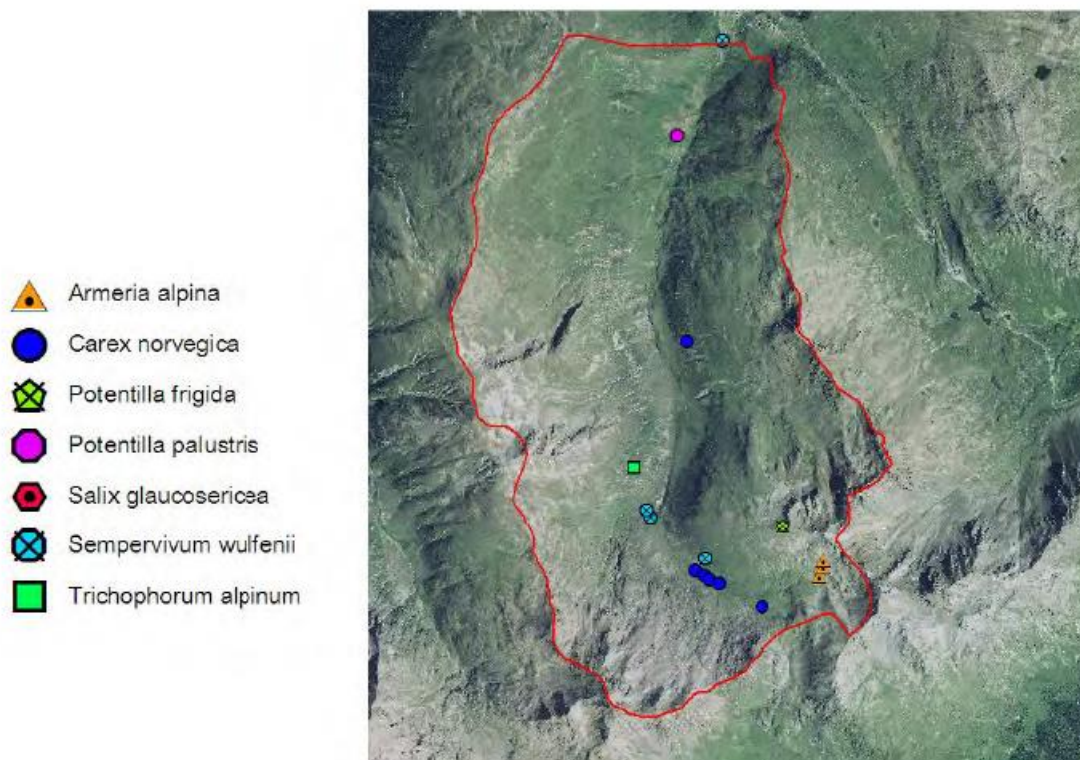 Armeria alpina
Carex norvegica
Potentilla frigida
Potentilla palustris
Salix glaucosericea
Sempervivum wulfenii
Trichophorum alpinum